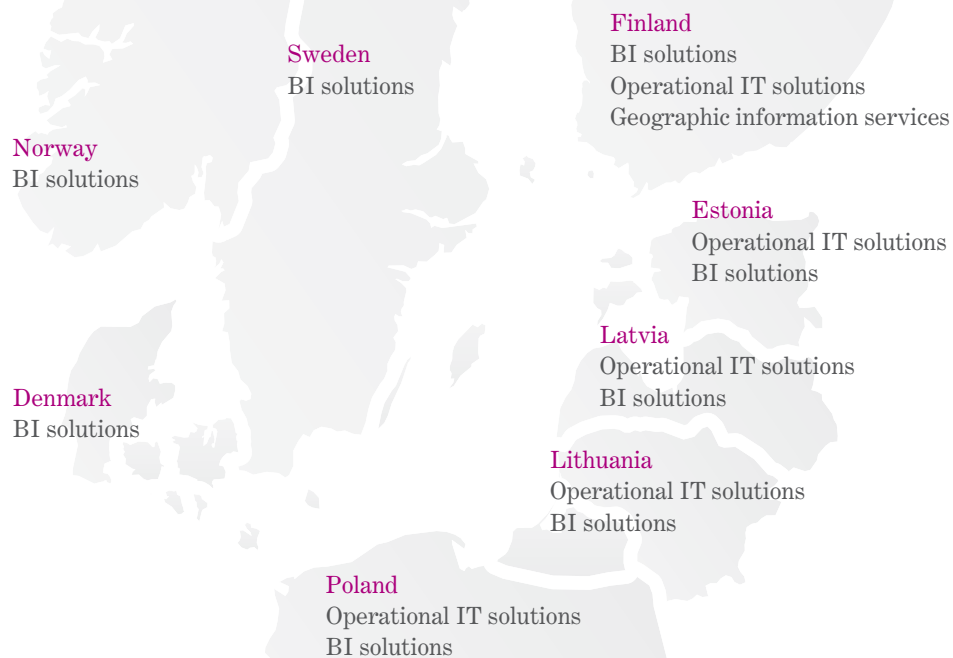 Finland
BI solutions
Operational IT solutions
Geographic information services
Sweden
BI solutions
Norway
BI solutions
Estonia
Operational IT solutions
BI solutions
Latvia
Operational IT solutions
BI solutions
Denmark
BI solutions
Lithuania
Operational IT solutions
BI solutions
Poland
Operational IT solutions
BI solutions